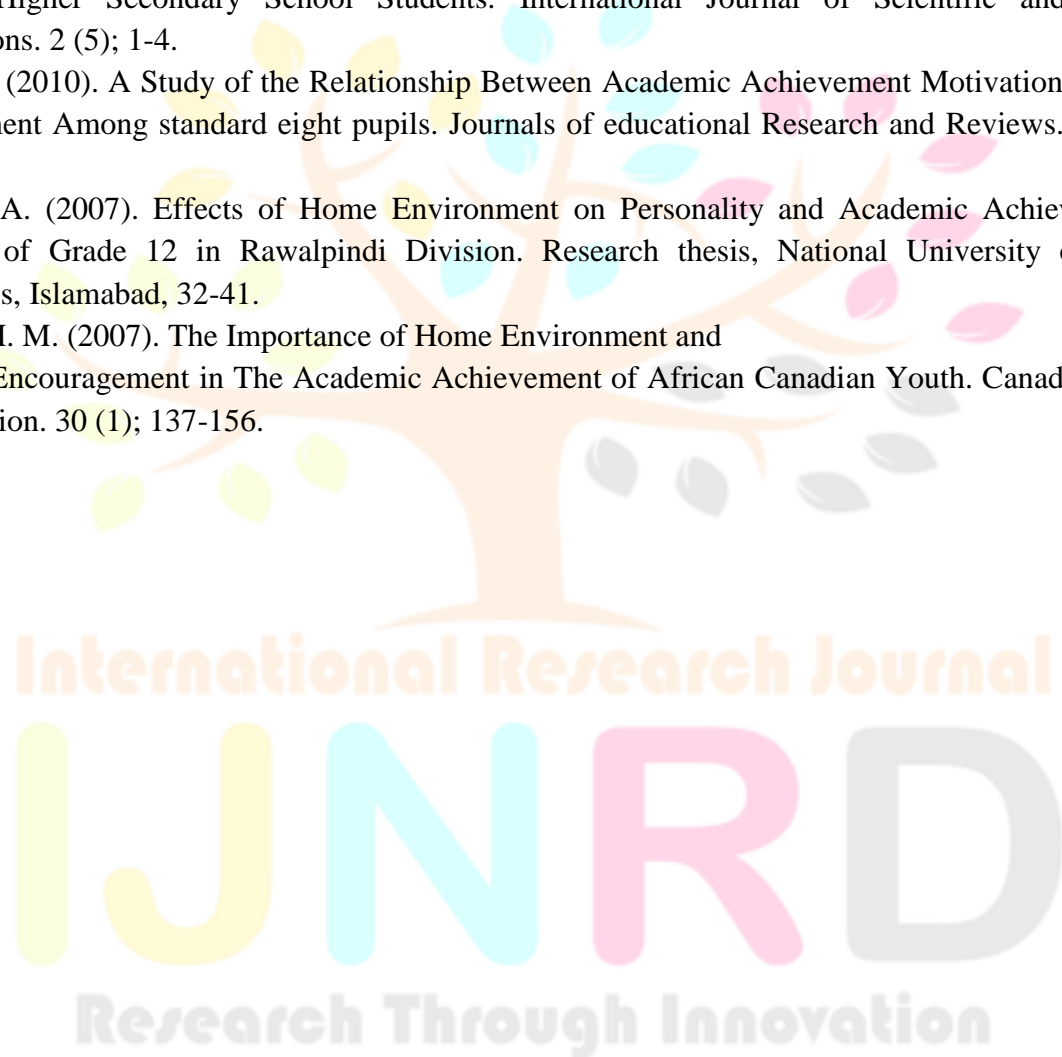 Higher Secondary School Students. International Journal of Scientific and
ons. 2 (5); 1-4.
(2010). A Study of the Relationship Between Academic Achievement Motivation
nent Among standard eight pupils. Journals of educational Research and Reviews.
A. (2007). Effects of Home Environment on Personality and Academic Achiev
of Grade 12 in Rawalpindi Division. Research thesis, National University
s, Islamabad, 32-41.
I. M. (2007). The Importance of Home Environment and
Encouragement in The Academic Achievement of African Canadian Youth. Canad
ion. 30 (1); 137-156.
International Research Journal
IJNRD
Research Through Innovation